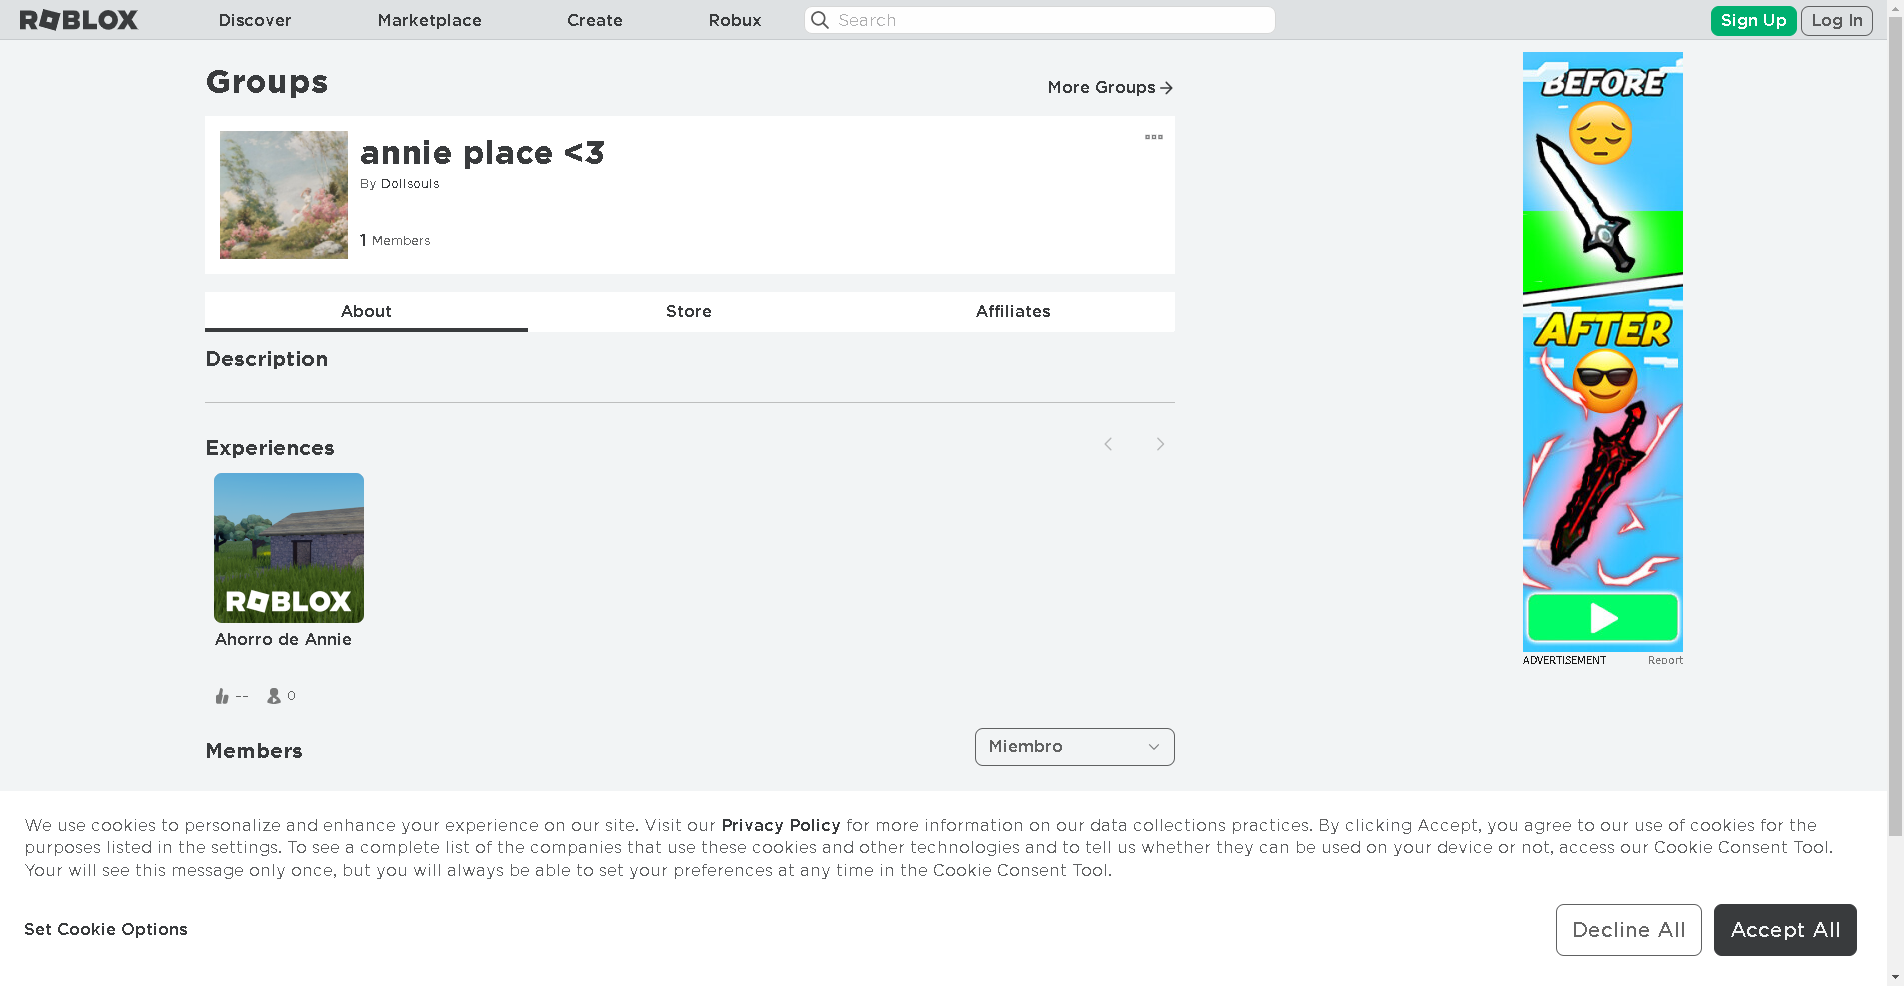 ROBLOX
Discover
Marketplace
Create
Robux
Search
Sign Up
Log In
Groups
More Groups
annie place <3
By Dollsouls
1 Members
About
Store
Affiliates
Description
Experiences
ROBLOX
Ahorro de Annie
--
0
Members
Miembro
BEFORE
AFTER
ADVERTISEMENT
Report
We use cookies to personalize and enhance your experience on our site. Visit our Privacy Policy for more information on our data collections practices. By clicking Accept, you agree to our use of cookies for the
purposes listed in the settings. To see a complete list of the companies that use these cookies and other technologies and to tell us whether they can be used on your device or not, access our Cookie Consent Tool.
Your will see this message only once, but you will always be able to set your preferences at any time in the Cookie Consent Tool.
Set Cookie Options
Decline All
Accept All